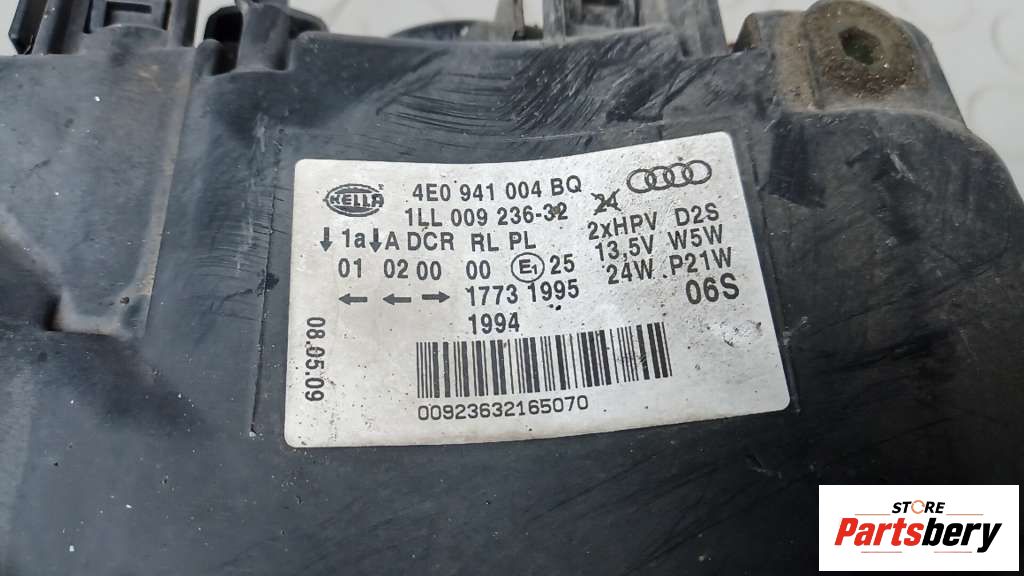 HELLA
4E0 941 004 BQ
1LL 009 236-32 24
2xHPV D2S
↓1a↓A DCR RL PL
13,5V W5W
01 02 00 00 E1 25
24W P21W
← ← → 1773 1995
06S
1994
08.05.09
00923632165070
STORE
Partsbery